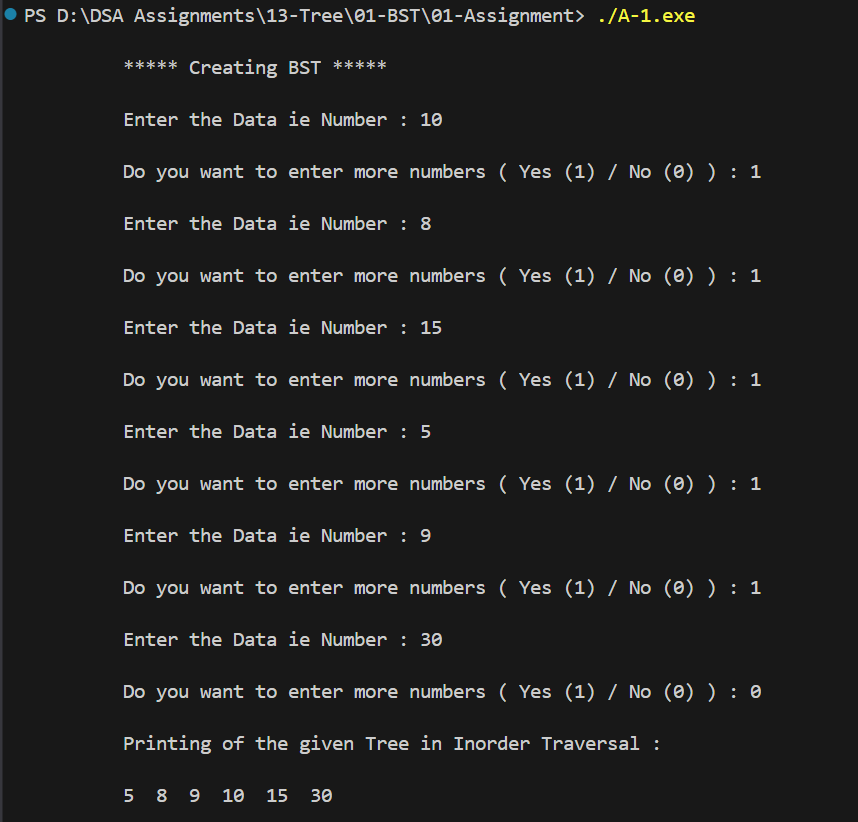 PS D:\DSA Assignments\13-Tree\01-BST\01-Assignment> ./A-1.exe
***** Creating BST *****
Enter the Data ie Number : 10
Do you want to enter more numbers ( Yes (1) / No (0) ) : 1
Enter the Data ie Number : 8
Do you want to enter more numbers ( Yes (1) / No (0) ) : 1
Enter the Data ie Number : 15
Do you want to enter more numbers ( Yes (1) / No (0) ) : 1
Enter the Data ie Number : 5
Do you want to enter more numbers ( Yes (1) / No (0) ) : 1
Enter the Data ie Number : 9
Do you want to enter more numbers ( Yes (1) / No (0) ) : 1
Enter the Data ie Number : 30
Do you want to enter more numbers ( Yes (1) / No (0) ) : 0
Printing of the given Tree in Inorder Traversal :
5  8  9  10  15  30